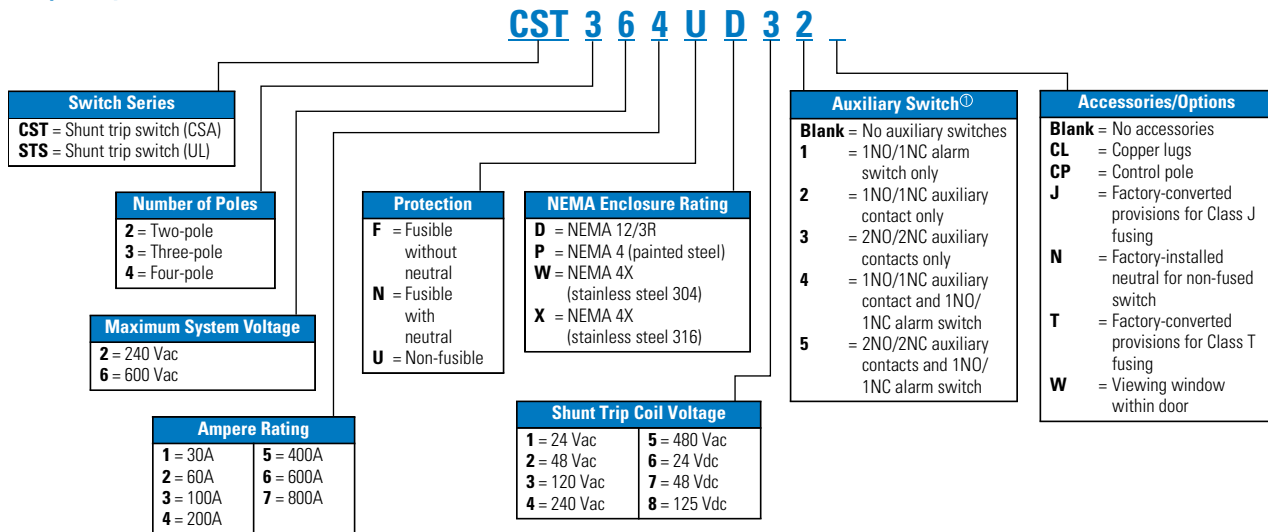 CST 3 6 4 U D 3 2
Switch Series
CST = Shunt trip switch (CSA)
STS = Shunt trip switch (UL)
Number of Poles
2 = Two-pole
3 = Three-pole
4 = Four-pole
Maximum System Voltage
2 = 240 Vac
6 = 600 Vac
Ampere Rating
1 = 30A
2 = 60A
3 = 100A
4 = 200A
5 = 400A
6 = 600A
7 = 800A
Protection
F = Fusible
without
neutral
N = Fusible
with
neutral
U = Non-fusible
NEMA Enclosure Rating
D = NEMA 12/3R
P = NEMA 4 (painted steel)
W = NEMA 4X
(stainless steel 304)
X = NEMA 4X
(stainless steel 316)
Shunt Trip Coil Voltage
1 = 24 Vac
2 = 48 Vac
3 = 120 Vac
4 = 240 Vac
5 = 480 Vac
6 = 24 Vdc
7 = 48 Vdc
8 = 125 Vdc
Auxiliary Switch①
Blank = No auxiliary switches
1 = 1NO/1NC alarm
switch only
2 = 1NO/1NC auxiliary
contact only
3 = 2NO/2NC auxiliary
contacts only
4 = 1NO/1NC auxiliary
contact and 1NO/
1NC alarm switch
5 = 2NO/2NC auxiliary
contacts and 1NO/
1NC alarm switch
Accessories/Options
Blank = No accessories
CL = Copper lugs
CP = Control pole
J = Factory-converted
provisions for Class J
fusing
N = Factory-installed
neutral for non-fused
switch
T = Factory-converted
provisions for Class T
fusing
W = Viewing window
within door